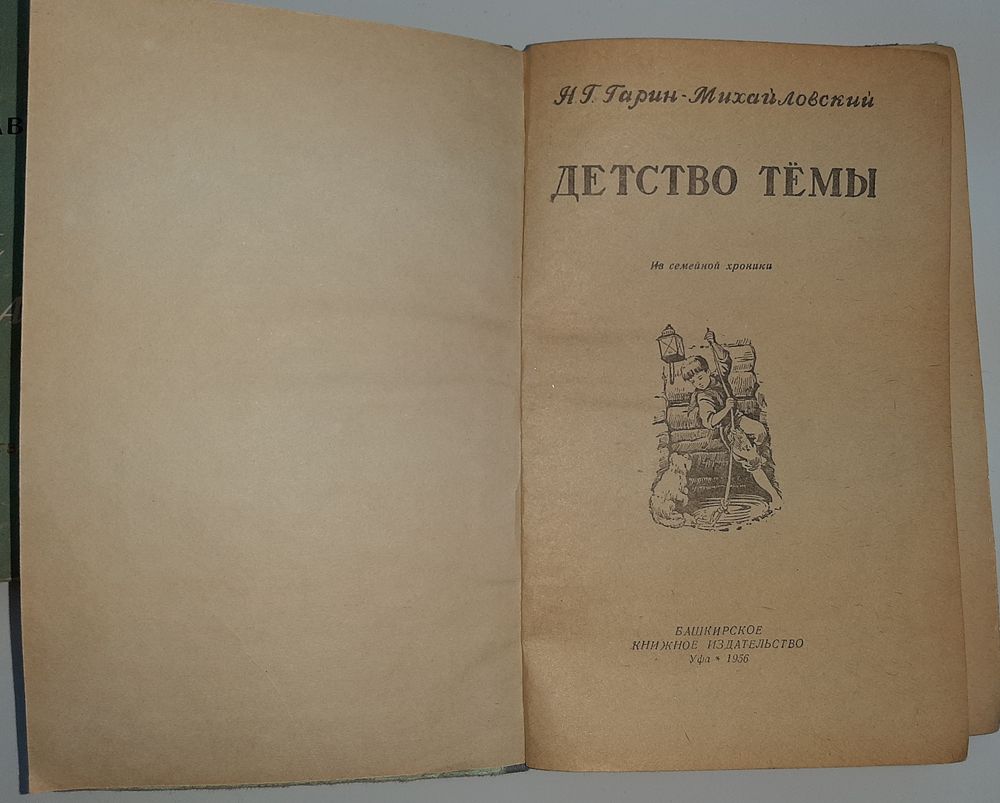 Н. Г. Гарин-Михайловский
ДЕТСТВО ТЁМЫ
Из семейной хроники
БАШКИРСКОЕ
КНИЖНОЕ ИЗДАТЕЛЬСТВО
Уфа * 1956